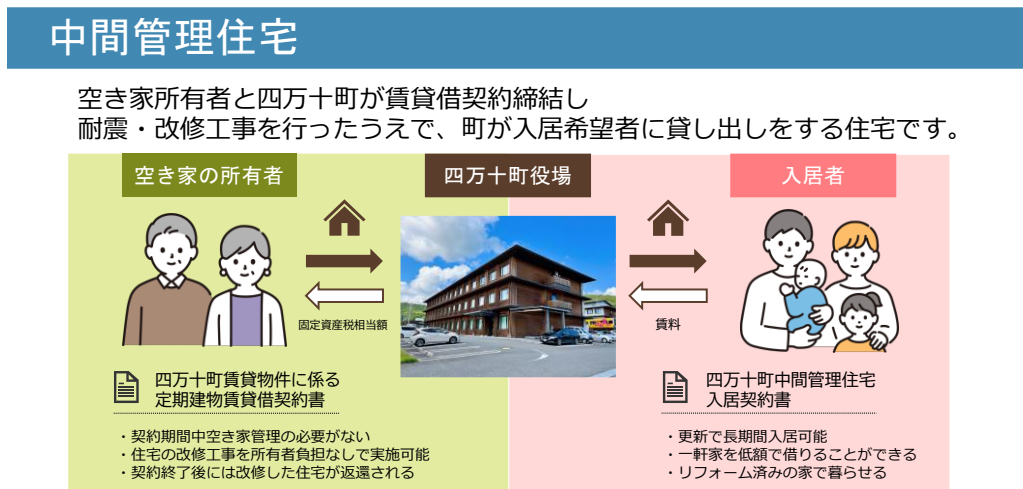 中間管理住宅
空き家所有者と四万十町が賃貸借契約締結し
耐震・改修工事を行ったうえで、町が入居希望者に貸し出しをする住宅です。
空き家の所有者
四万十町役場
入居者
固定資産税相当額
賃料
四万十町賃貸物件に係る
定期建物賃貸借契約書
・契約期間中空き家管理の必要がない
・住宅の改修工事を所有者負担なしで実施可能
・契約終了後には改修した住宅が返還される
四万十町中間管理住宅
入居契約書
・更新で長期間入居可能
・一軒家を低額で借りることができる
・リフォーム済みの家で暮らせる